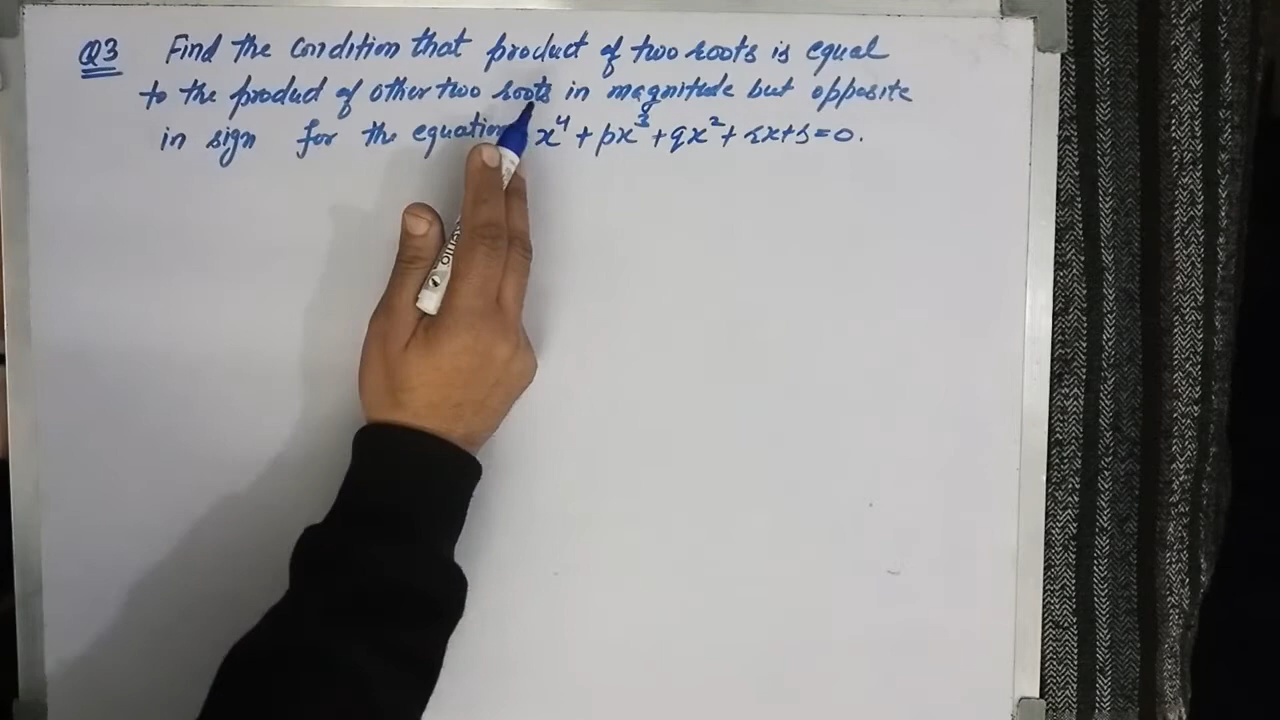 Q3 Find the condition that product of two roots is equal
to the product of other two roots in magnitude but opposite
in sign for the equation x⁴ + px³ + qx² + rx + s = 0.